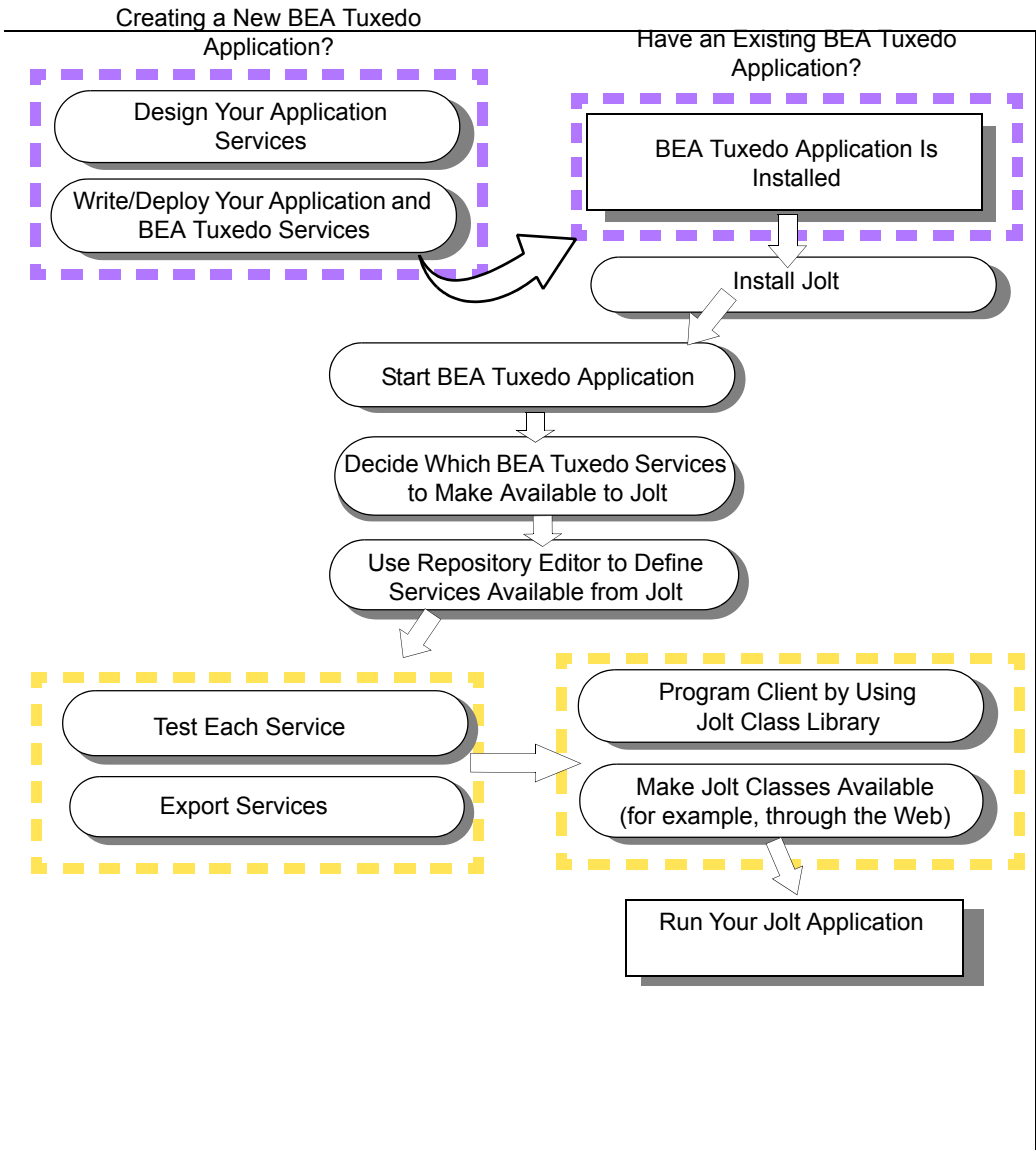 Creating a New BEA Tuxedo
Application?
Have an Existing BEA Tuxedo
Application?
Design Your Application
Services
Write/Deploy Your Application and
BEA Tuxedo Services
BEA Tuxedo Application Is
Installed
Install Jolt
Start BEA Tuxedo Application
Decide Which BEA Tuxedo Services
to Make Available to Jolt
Use Repository Editor to Define
Services Available from Jolt
Test Each Service
Export Services
Program Client by Using
Jolt Class Library
Make Jolt Classes Available
(for example, through the Web)
Run Your Jolt Application